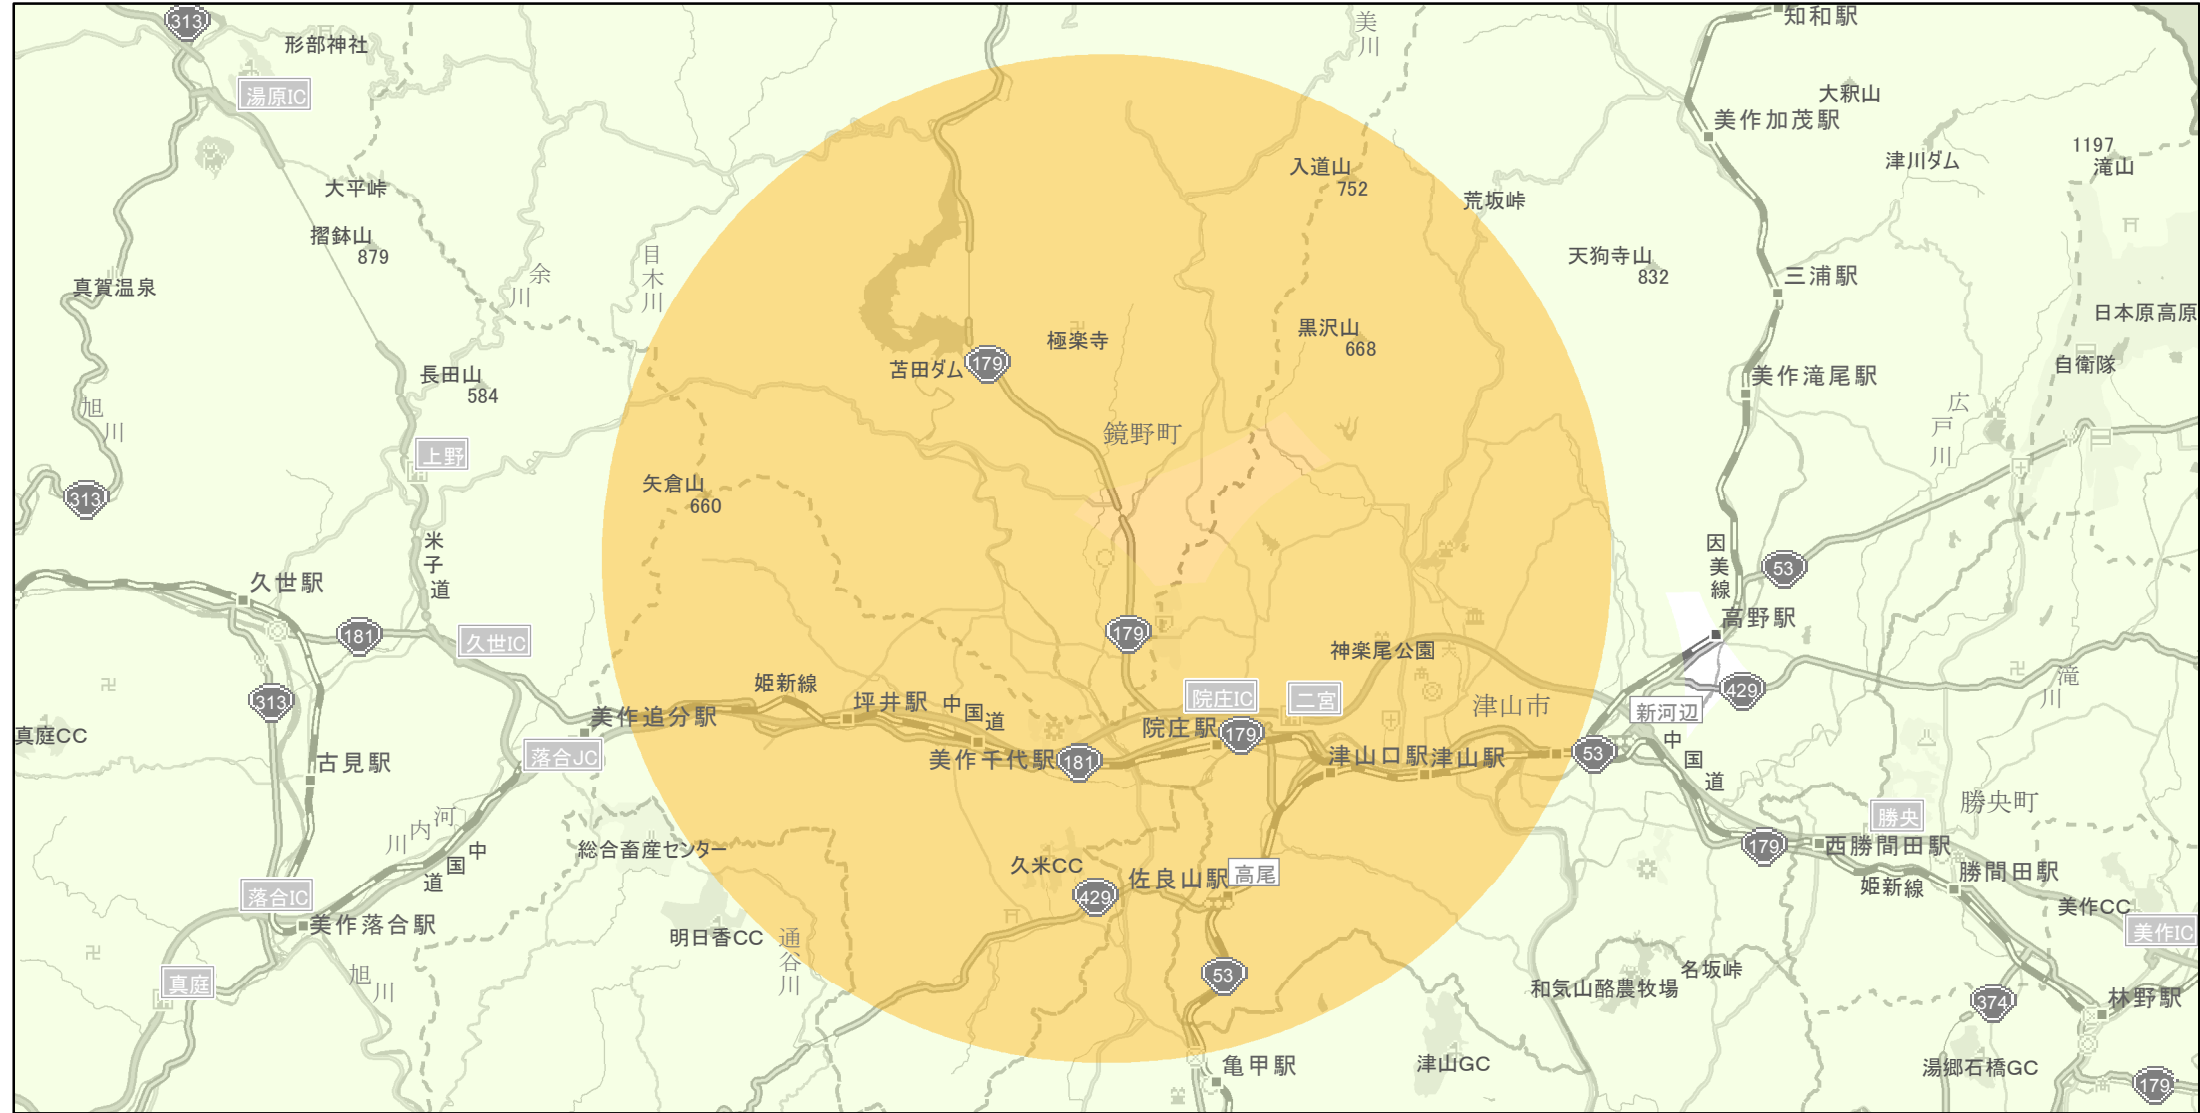 313
形部神社
湯原IC
美川
知和駅
大釈山
美作加茂駅
津川ダム
1197
滝山
大平峠
入道山
752
荒坂峠
摺鉢山
879
目木川
余川
天狗寺山
832
三浦駅
真賀温泉
日本原高原
極楽寺
黒沢山
668
苫田ダム
179
自衛隊
長田山
584
美作滝尾駅
旭川
鏡野町
広戸川
上野
矢倉山
660
313
米子道
因美線
53
久世駅
高野駅
181
久世IC
179
神楽尾公園
姫新線
坪井駅
中国道
院庄IC
二宮
津山市
429
滝川
313
美作追分駅
新河辺
真庭CC
院庄駅
179
古見駅
落合JC
美作千代駅
181
津山口駅
津山駅
53
中国道
河内川
中国道
勝央町
勝央
総合畜産センター
久米CC
佐良山駅
高尾
179
西勝間田駅
勝間田駅
姫新線
落合IC
429
美作CC
美作落合駅
明日香CC
通谷川
美作IC
旭川
真庭
53
名坂峠
和気山酪農牧場
374
林野駅
亀甲駅
津山GC
湯郷石橋GC
179